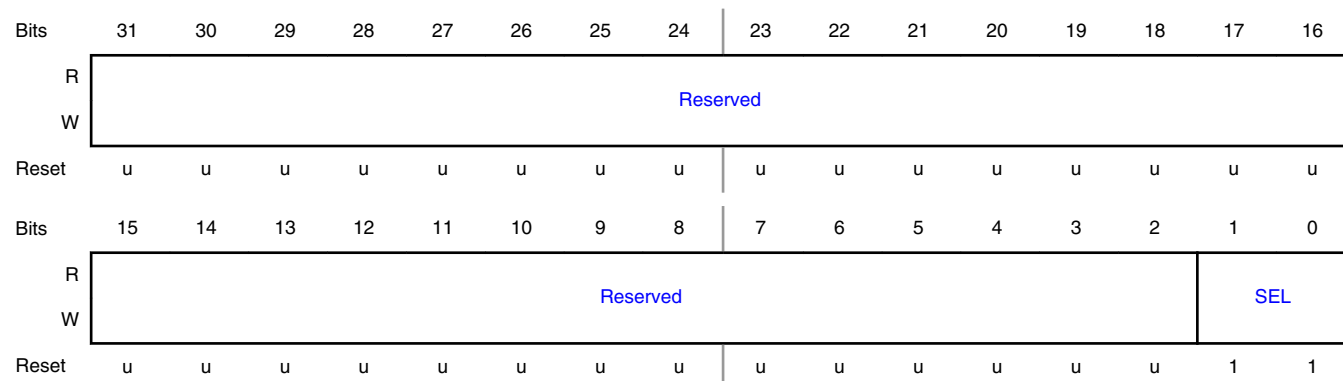 Bits 31 30 29 28 27 26 25 24 23 22 21 20 19 18 17 16
R
Reserved
W
Reset u u u u u u u u u u u u u u u u
Bits 15 14 13 12 11 10 9 8 7 6 5 4 3 2 1 0
R
Reserved SEL
W
Reset u u u u u u u u u u u u u u 1 1